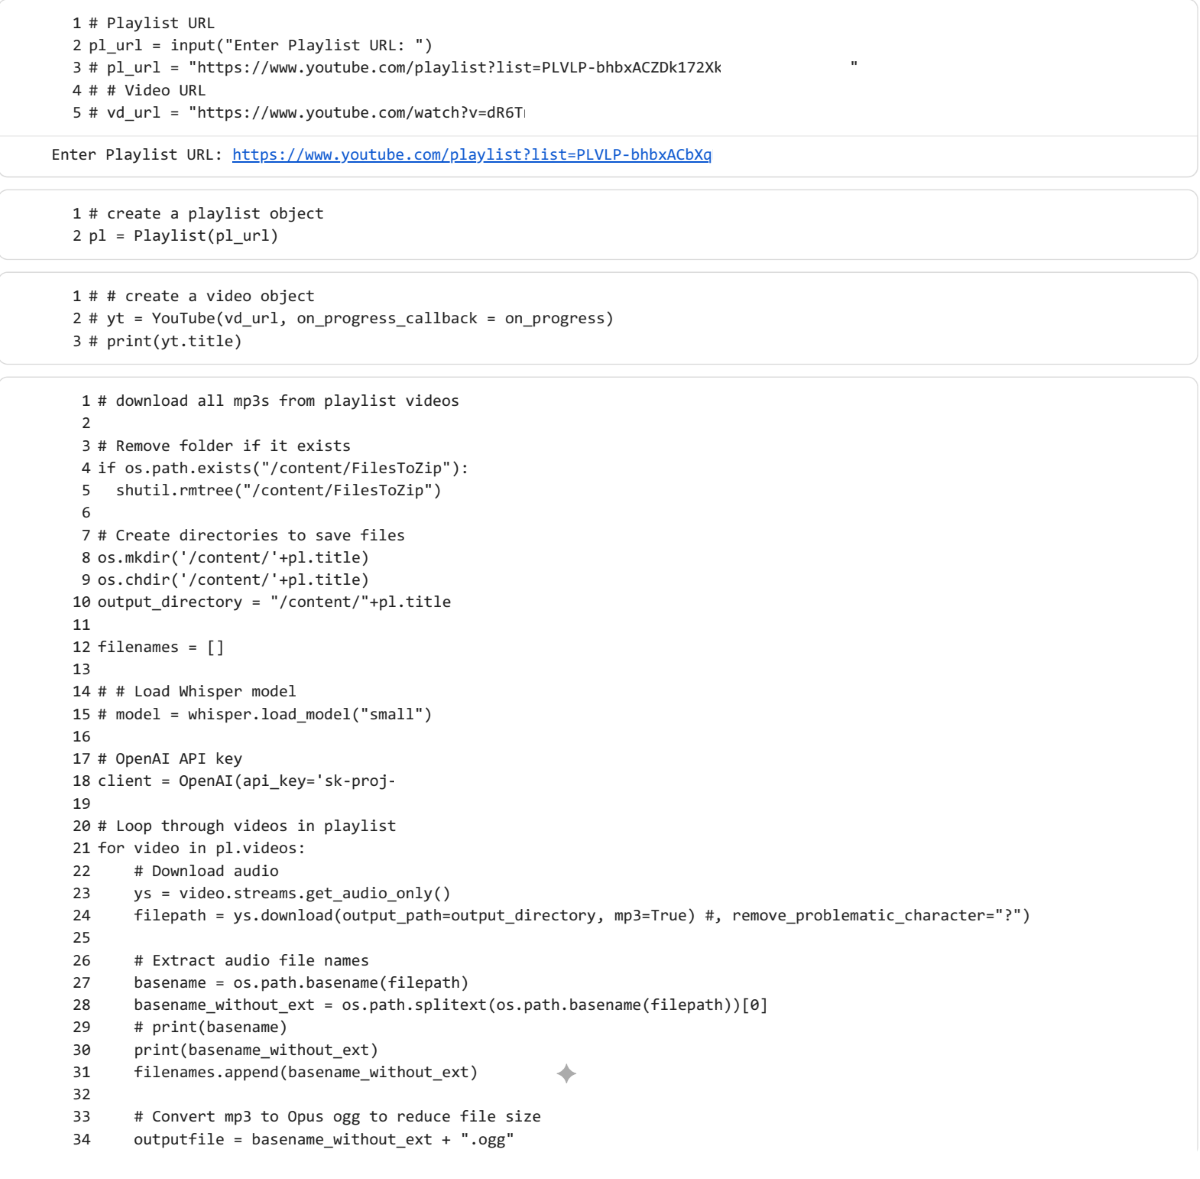 1 # Playlist URL
2 pl_url = input("Enter Playlist URL: ")
3 # pl_url = "https://www.youtube.com/playlist?list=PLVLP-bhbxACZDk172Xk "
4 # # Video URL
5 # vd_url = "https://www.youtube.com/watch?v=dR6T
Enter Playlist URL: https://www.youtube.com/playlist?list=PLVLP-bhbxACbXq
1 # create a playlist object
2 pl = Playlist(pl_url)
1 # # create a video object
2 # yt = YouTube(vd_url, on_progress_callback = on_progress)
3 # print(yt.title)
1 # download all mp3s from playlist videos
2
3 # Remove folder if it exists
4 if os.path.exists("/content/FilesToZip"):
5   shutil.rmtree("/content/FilesToZip")
6
7 # Create directories to save files
8 os.mkdir('/content/'+pl.title)
9 os.chdir('/content/'+pl.title)
10 output_directory = "/content/"+pl.title
11
12 filenames = []
13
14 # # Load Whisper model
15 # model = whisper.load_model("small")
16
17 # OpenAI API key
18 client = OpenAI(api_key='sk-proj-
19
20 # Loop through videos in playlist
21 for video in pl.videos:
22     # Download audio
23     ys = video.streams.get_audio_only()
24     filepath = ys.download(output_path=output_directory, mp3=True) #, remove_problematic_character="?")
25
26     # Extract audio file names
27     basename = os.path.basename(filepath)
28     basename_without_ext = os.path.splitext(os.path.basename(filepath))[0]
29     # print(basename)
30     print(basename_without_ext)
31     filenames.append(basename_without_ext)
32
33     # Convert mp3 to Opus ogg to reduce file size
34     outputfile = basename_without_ext + ".ogg"